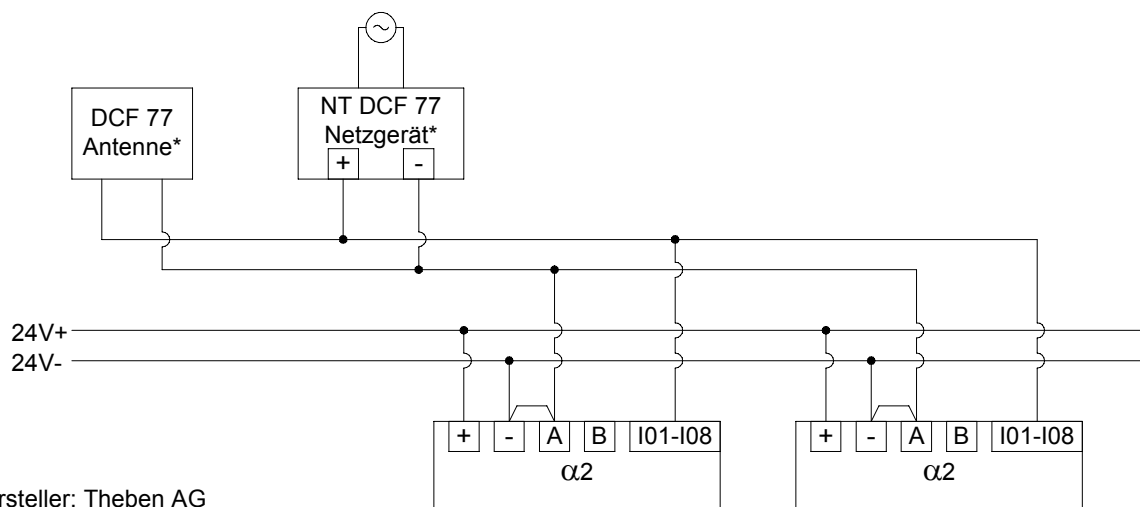 DCF 77
Antenne*
NT DCF 77
Netzgerät*
+ -
24V+
24V-
+ - A B I01-I08
α2
+ - A B I01-I08
α2
rsteller: Theben AG